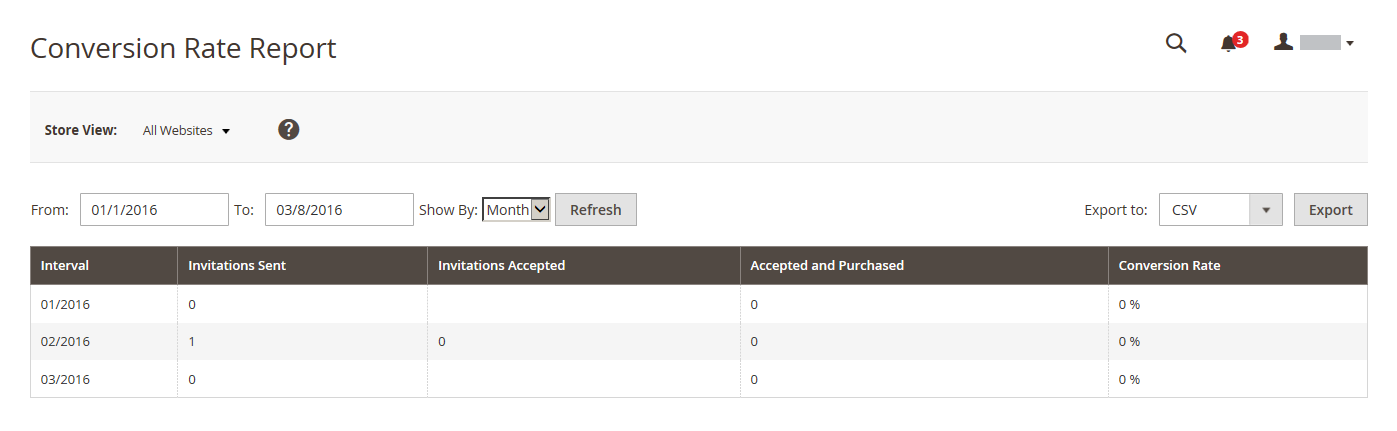 Conversion Rate Report
3
Store View: All Websites ?
From: 01/1/2016 To: 03/8/2016 Show By: Month Refresh Export to: CSV Export
Interval Invitations Sent Invitations Accepted Accepted and Purchased Conversion Rate
01/2016 0 0 0 %
02/2016 1 0 0 0 %
03/2016 0 0 0 %